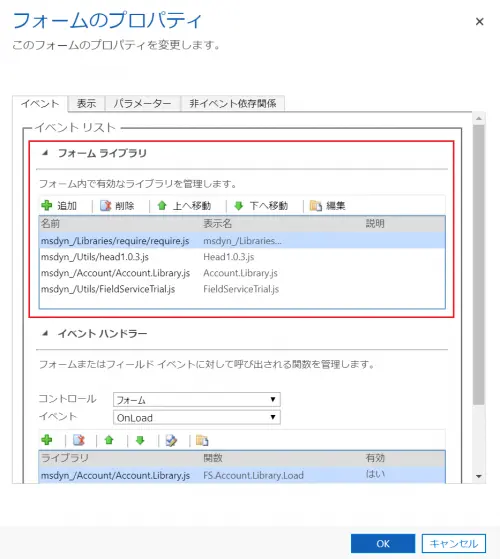 フォームのプロパティ
このフォームのプロパティを変更します。
イベント 表示 パラメーター 非イベント依存関係
イベント リスト
フォーム ライブラリ
フォーム内で有効なライブラリを管理します。
追加 削除 上へ移動 下へ移動 編集
名前 表示名 説明
msdyn_/Libraries/require/require.js msdyn_/Libraries...
msdyn_/Utils/head1.0.3.js Head1.0.3.js
msdyn_/Account/Account.Library.js Account.Library.js
msdyn_/Utils/FieldServiceTrial.js FieldServiceTrial.js
イベント ハンドラー
フォームまたはフィールド イベントに対して呼び出される関数を管理します。
コントロール フォーム
イベント OnLoad
ライブラリ 関数 有効
msdyn_/Account/Account.Library.js FS.Account.Library.Load はい
OK キャンセル